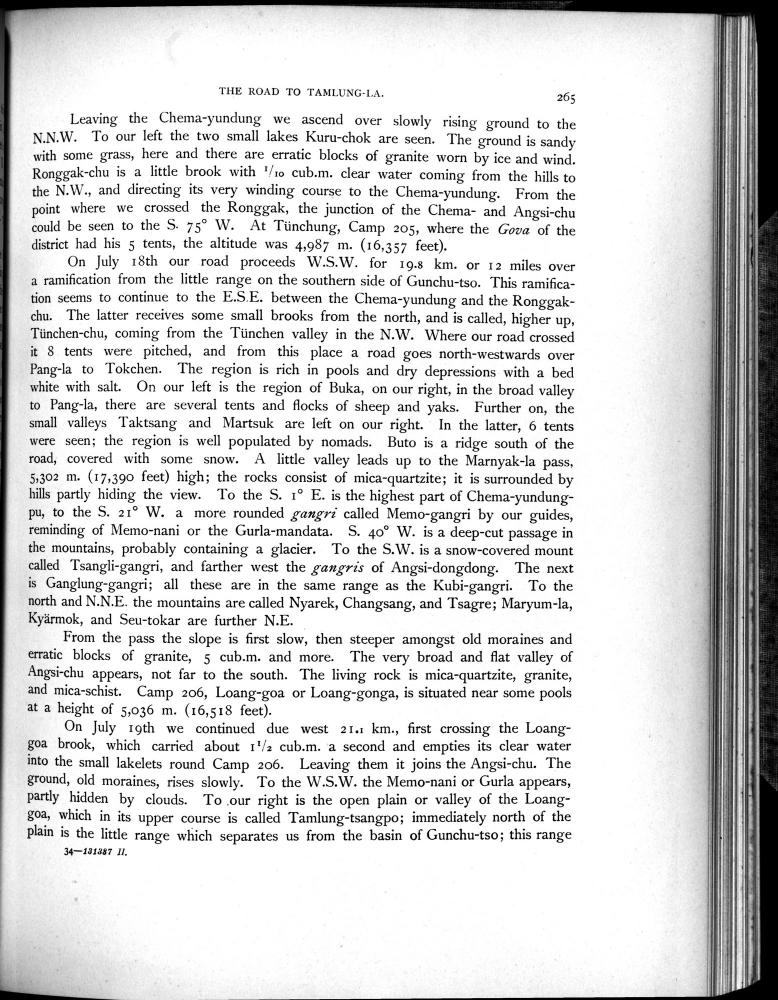 THE ROAD TO TAMLUNG-LA.
265
Leaving the Chema-yundung we ascend over slowly rising ground to the
N.N.W. To our left the two small lakes Kuru-chok are seen. The ground is sandy
with some grass, here and there are erratic blocks of granite worn by ice and wind.
Ronggak-chu is a little brook with 1/10 cub.m. clear water coming from the hills to
the N.W., and directing its very winding course to the Chema-yundung. From the
point where we crossed the Ronggak, the junction of the Chema- and Angsi-chu
could be seen to the S. 75° W. At Tünchung, Camp 205, where the Gova of the
district had his 5 tents, the altitude was 4,987 m. (16,357 feet).
On July 18th our road proceeds W.S.W. for 19.8 km. or 12 miles over
a ramification from the little range on the southern side of Gunchu-tso. This ramifica-
tion seems to continue to the E.S.E. between the Chema-yundung and the Ronggak-
chu. The latter receives some small brooks from the north, and is called, higher up,
Tünchen-chu, coming from the Tünchen valley in the N.W. Where our road crossed
it 8 tents were pitched, and from this place a road goes north-westwards over
Pang-la to Tokchen. The region is rich in pools and dry depressions with a bed
white with salt. On our left is the region of Buka, on our right, in the broad valley
to Pang-la, there are several tents and flocks of sheep and yaks. Further on, the
small valleys Taktsang and Martsuk are left on our right. In the latter, 6 tents
were seen; the region is well populated by nomads. Buto is a ridge south of the
road, covered with some snow. A little valley leads up to the Marnyak-la pass,
5,302 m. (17,390 feet) high; the rocks consist of mica-quartzite; it is surrounded by
hills partly hiding the view. To the S. 1° E. is the highest part of Chema-yundung-
pu, to the S. 21° W. a more rounded gangri called Memo-gangri by our guides,
reminding of Memo-nani or the Gurla-mandata. S. 40° W. is a deep-cut passage in
the mountains, probably containing a glacier. To the S.W. is a snow-covered mount
called Tsangli-gangri, and farther west the gangris of Angsi-dongdong. The next
is Ganglung-gangri; all these are in the same range as the Kubi-gangri. To the
north and N.N.E. the mountains are called Nyarek, Changsang, and Tsagre; Maryum-la,
Kyärmok, and Seu-tokar are further N.E.
From the pass the slope is first slow, then steeper amongst old moraines and
erratic blocks of granite, 5 cub.m. and more. The very broad and flat valley of
Angsi-chu appears, not far to the south. The living rock is mica-quartzite, granite,
and mica-schist. Camp 206, Loang-goa or Loang-gonga, is situated near some pools
at a height of 5,036 m. (16,518 feet).
On July 19th we continued due west 21.1 km., first crossing the Loang-
goa brook, which carried about 1 1/2 cub.m. a second and empties its clear water
into the small lakelets round Camp 206. Leaving them it joins the Angsi-chu. The
ground, old moraines, rises slowly. To the W.S.W. the Memo-nani or Gurla appears,
partly hidden by clouds. To our right is the open plain or valley of the Loang-
goa, which in its upper course is called Tamlung-tsangpo; immediately north of the
plain is the little range which separates us from the basin of Gunchu-tso; this range
34—131387 II.